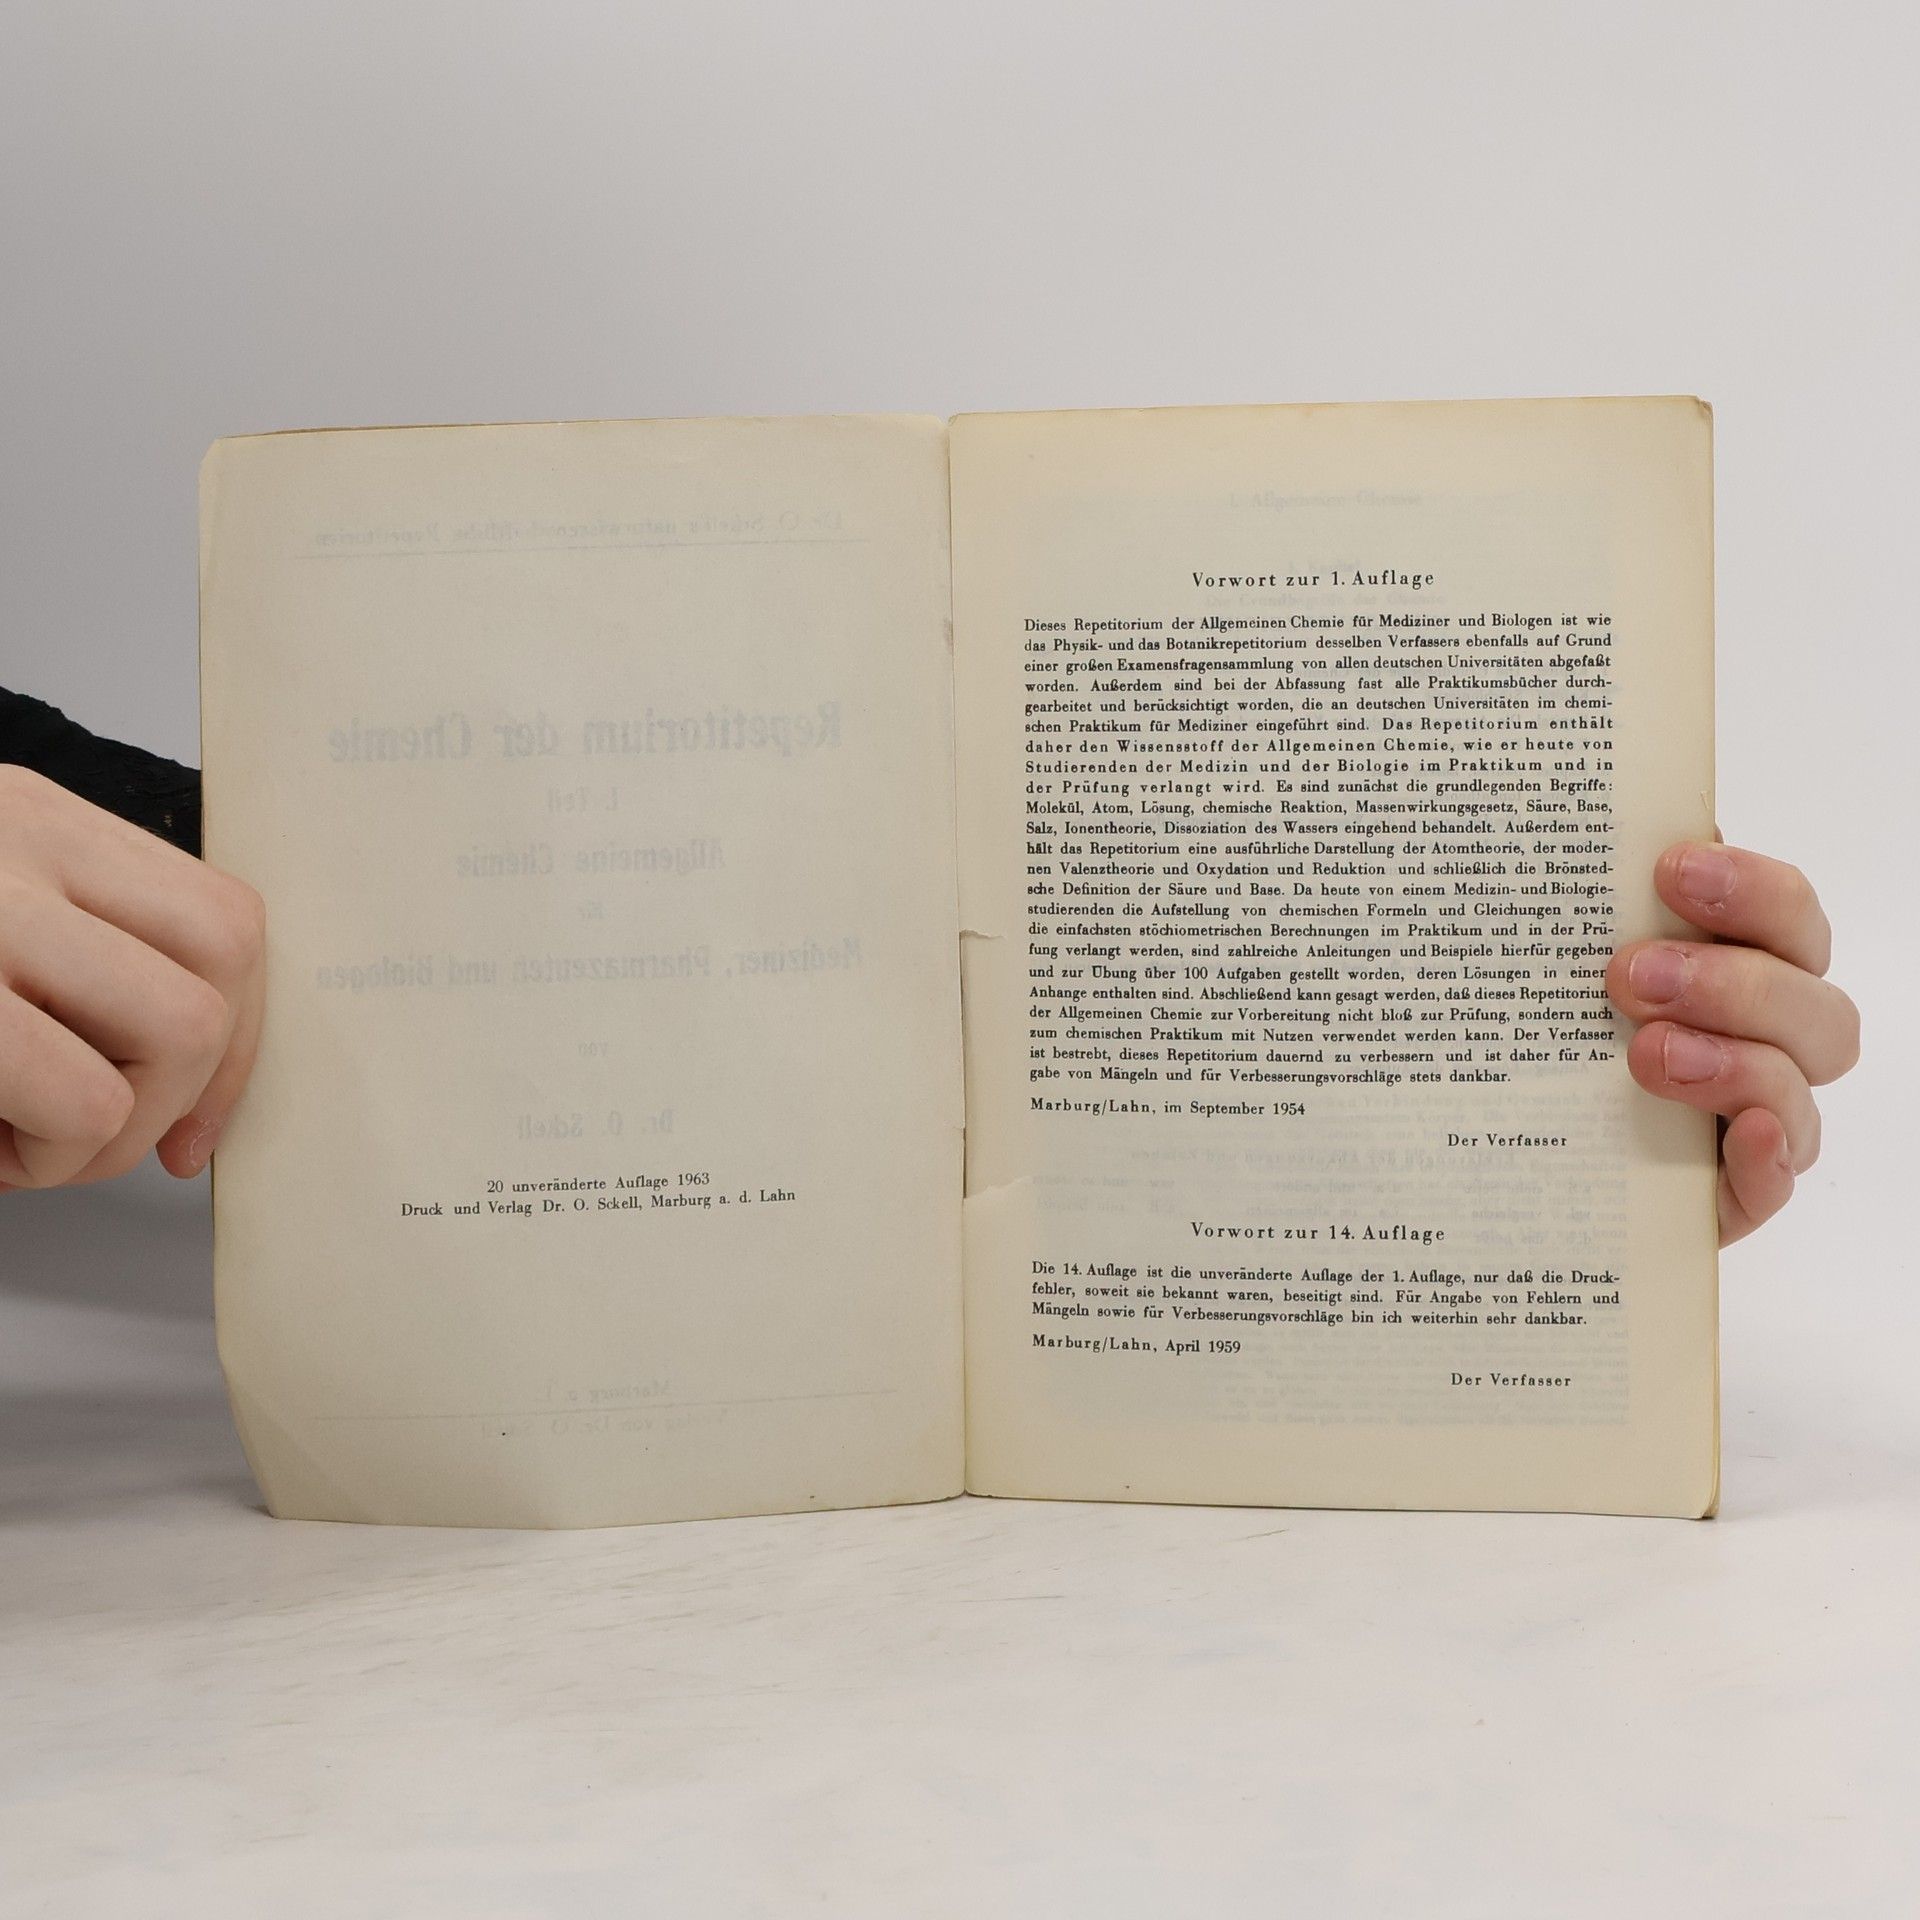 20 unveränderte Auflage 1963
Druck und Verlag Dr. O. Sckell, Marburg a. d. Lahn
Vorwort zur 1. Auflage
Dieses Repetitorium der Allgemeinen Chemie für Mediziner und Biologen ist wie
das Physik- und das Botanikrepetitorium desselben Verfassers ebenfalls auf Grund
einer großen Examensfragensammlung von allen deutschen Universitäten abgefaßt
worden. Außerdem sind bei der Abfassung fast alle Praktikumsbücher durch-
gearbeitet und berücksichtigt worden, die an deutschen Universitäten im chemi-
schen Praktikum für Mediziner eingeführt sind. Das Repetitorium enthält
daher den Wissensstoff der Allgemeinen Chemie, wie er heute von
Studierenden der Medizin und der Biologie im Praktikum und in
der Prüfung verlangt wird. Es sind zunächst die grundlegenden Begriffe:
Molekül, Atom, Lösung, chemische Reaktion, Massenwirkungsgesetz, Säure, Base,
Salz, Ionentheorie, Dissoziation des Wassers eingehend behandelt. Außerdem ent-
hält das Repetitorium eine ausführliche Darstellung der Atomtheorie, der moder-
nen Valenztheorie und Oxydation und Reduktion und schließlich die Brönsted-
sche Definition der Säure und Base. Da heute von einem Medizin- und Biologie-
studierenden die Aufstellung von chemischen Formeln und Gleichungen sowie
die einfachsten stöchiometrischen Berechnungen im Praktikum und in der Prü-
fung verlangt werden, sind zahlreiche Anleitungen und Beispiele hierfür gegeben
und zur Übung über 100 Aufgaben gestellt worden, deren Lösungen in einem
Anhange enthalten sind. Abschließend kann gesagt werden, daß dieses Repetitorium
der Allgemeinen Chemie zur Vorbereitung nicht bloß zur Prüfung, sondern auch
zum chemischen Praktikum mit Nutzen verwendet werden kann. Der Verfasser
ist bestrebt, dieses Repetitorium dauernd zu verbessern und ist daher für An-
gabe von Mängeln und für Verbesserungsvorschläge stets dankbar.
Marburg/Lahn, im September 1954
Der Verfasser
Vorwort zur 14. Auflage
Die 14. Auflage ist die unveränderte Auflage der 1. Auflage, nur daß die Druck-
fehler, soweit sie bekannt waren, beseitigt sind. Für Angabe von Fehlern und
Mängeln sowie für Verbesserungsvorschläge bin ich weiterhin sehr dankbar.
Marburg/Lahn, April 1959
Der Verfasser